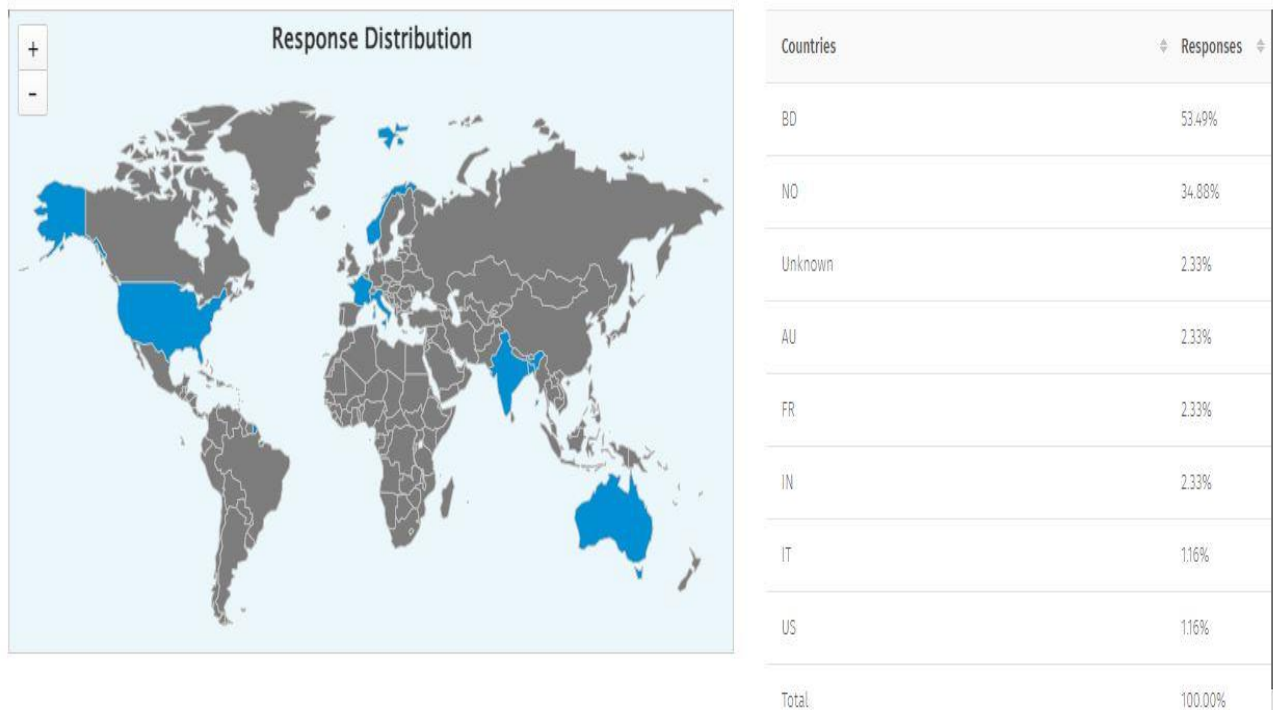 +
-
Response Distribution
Countries Responses
BD 53.49%
NO 34.88%
Unknown 2.33%
AU 2.33%
FR 2.33%
IN 2.33%
IT 1.16%
US 1.16%
Total 100.00%